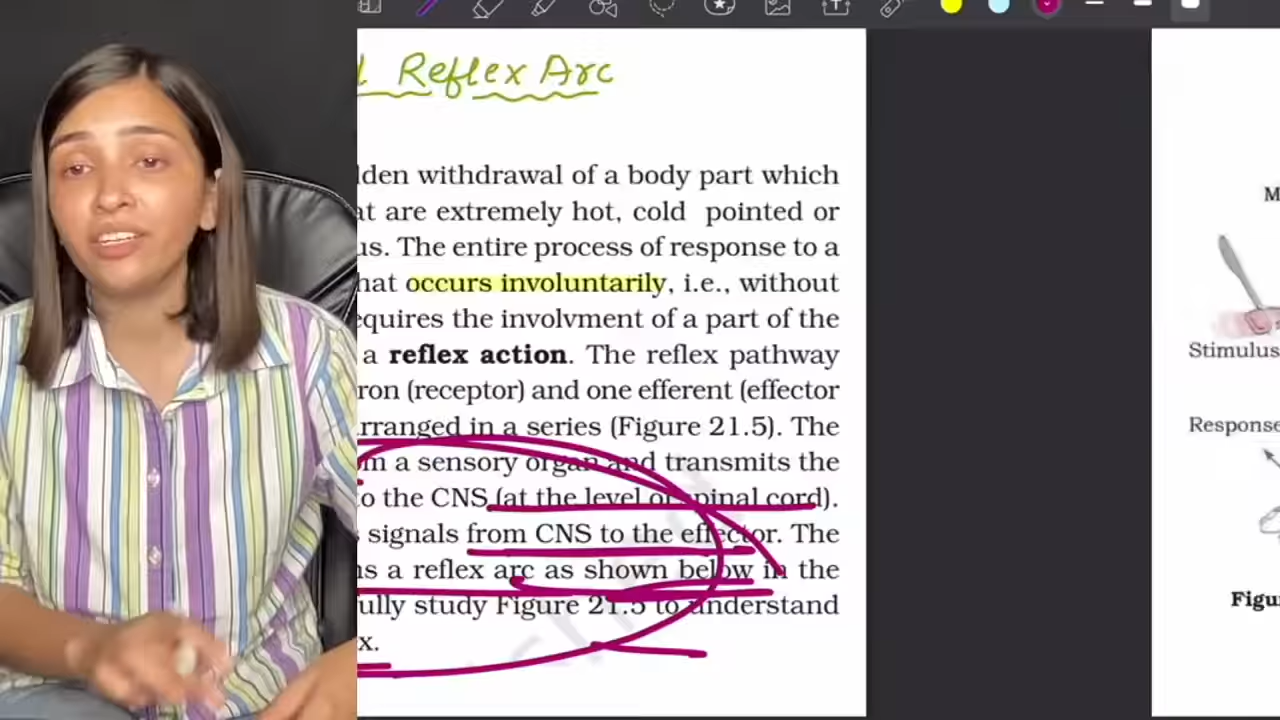 Reflex Arc
dden withdrawal of a body part which
at are extremely hot, cold pointed or
us. The entire process of response to a
hat occurs involuntarily, i.e., without
equires the involvment of a part of the
a reflex action. The reflex pathway
ron (receptor) and one efferent (effector
rranged in a series (Figure 21.5). The
m a sensory organ and transmits the
o the CNS (at the level of spinal cord).
s signals from CNS to the effector. The
ns a reflex arc as shown below in the
fully study Figure 21.5 to understand
x.
M
Stimulus
Response
Figu